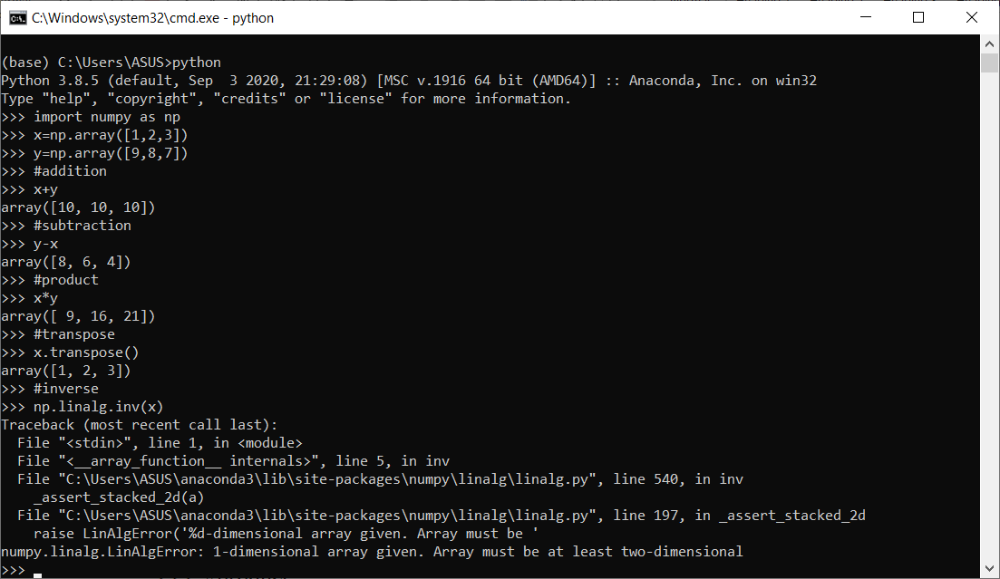 C:\Windows\system32\cmd.exe - python
(base) C:\Users\ASUS>python
Python 3.8.5 (default, Sep  3 2020, 21:29:08) [MSC v.1916 64 bit (AMD64)] :: Anaconda, Inc. on win32
Type "help", "copyright", "credits" or "license" for more information.
>>> import numpy as np
>>> x=np.array([1,2,3])
>>> y=np.array([9,8,7])
>>> #addition
>>> x+y
array([10, 10, 10])
>>> #subtraction
>>> y-x
array([8, 6, 4])
>>> #product
>>> x*y
array([ 9, 16, 21])
>>> #transpose
>>> x.transpose()
array([1, 2, 3])
>>> #inverse
>>> np.linalg.inv(x)
Traceback (most recent call last):
  File "<stdin>", line 1, in <module>
  File "<__array_function__ internals>", line 5, in inv
  File "C:\Users\ASUS\anaconda3\lib\site-packages\numpy\linalg\linalg.py", line 540, in inv
    _assert_stacked_2d(a)
  File "C:\Users\ASUS\anaconda3\lib\site-packages\numpy\linalg\linalg.py", line 197, in _assert_stacked_2d
    raise LinAlgError('%d-dimensional array given. Array must be '
numpy.linalg.LinAlgError: 1-dimensional array given. Array must be at least two-dimensional
>>>